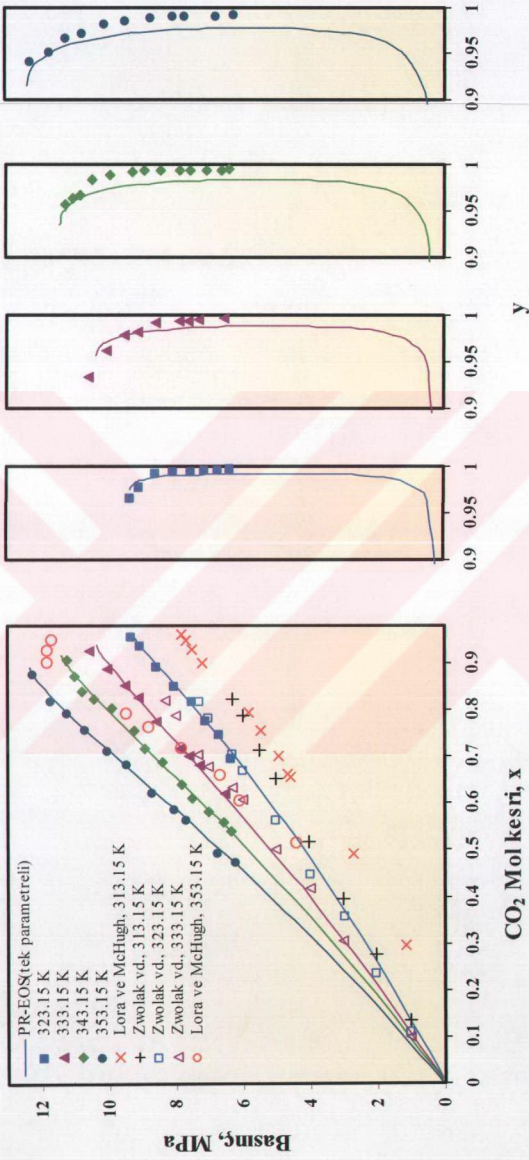 Basınç, MPa
12
10
8
6
4
2
0
PR-EOS(tek parametreli)
323.15 K
333.15 K
343.15 K
353.15 K
Lora ve McHugh, 313.15 K
Zwolak vd., 313.15 K
Zwolak vd., 323.15 K
Zwolak vd., 333.15 K
Lora ve McHugh, 353.15 K
0 0.1 0.2 0.3 0.4 0.5 0.6 0.7 0.8 0.9
CO₂ Mol kesri, x
0.9 0.95 1
0.9 0.95 1
0.9 0.95 1
0.9 0.95 1
y